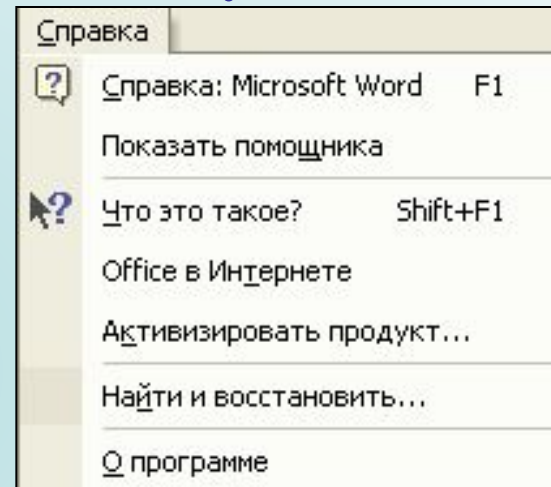 Справка
Справка: Microsoft Word F1
Показать помощника
Что это такое? Shift+F1
Office в Интернете
Активизировать продукт...
Найти и восстановить...
О программе